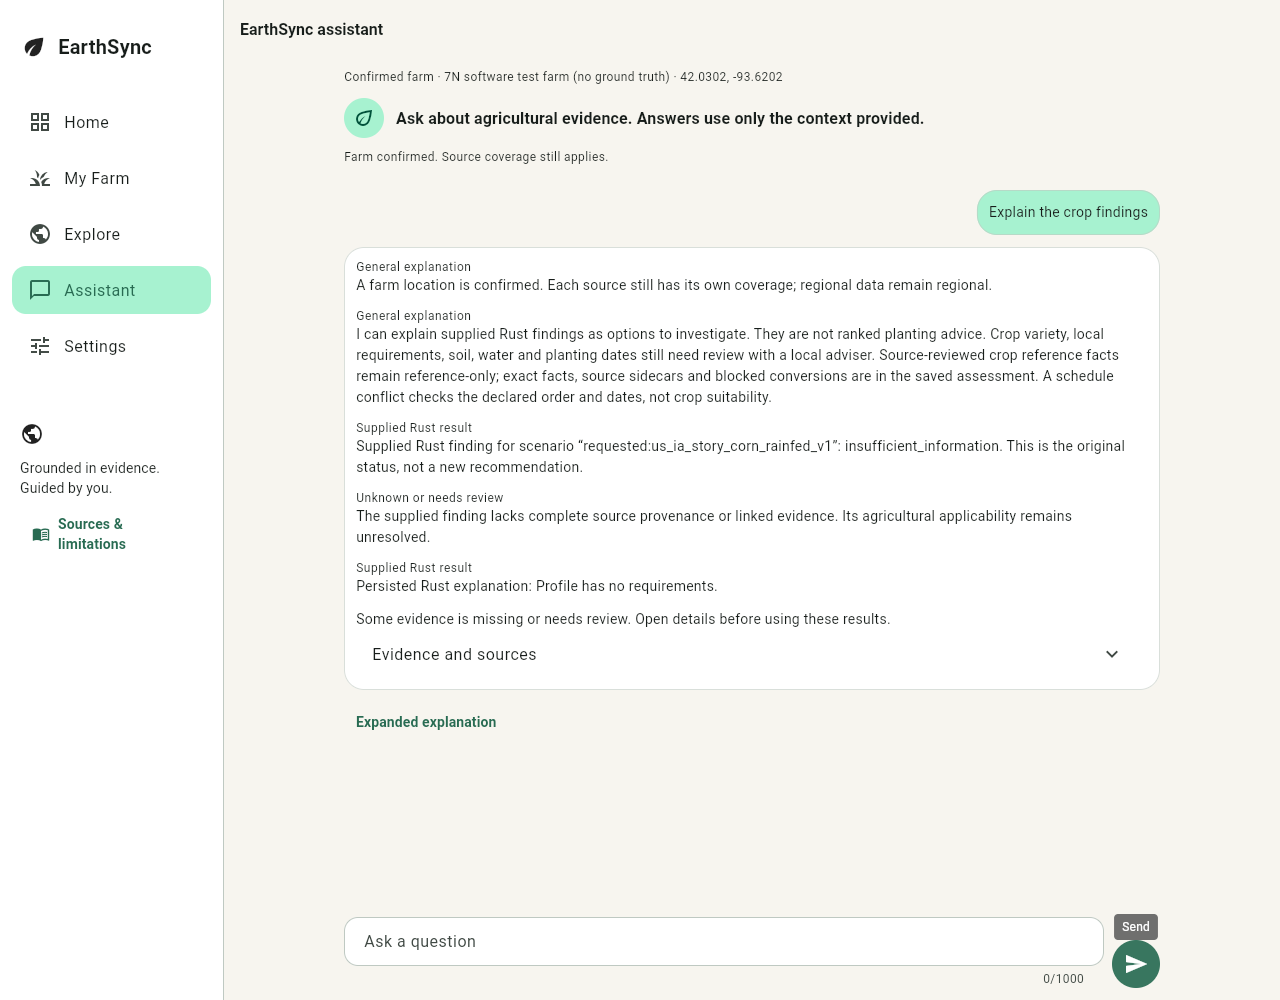 EarthSync
Home
My Farm
Explore
Assistant
Settings
Grounded in evidence.
Guided by you.
Sources &
limitations
EarthSync assistant
Confirmed farm · 7N software test farm (no ground truth) · 42.0302, -93.6202
Ask about agricultural evidence. Answers use only the context provided.
Farm confirmed. Source coverage still applies.
Explain the crop findings
General explanation
A farm location is confirmed. Each source still has its own coverage; regional data remain regional.
General explanation
I can explain supplied Rust findings as options to investigate. They are not ranked planting advice. Crop variety, local
requirements, soil, water and planting dates still need review with a local adviser. Source-reviewed crop reference facts
remain reference-only; exact facts, source sidecars and blocked conversions are in the saved assessment. A schedule
conflict checks the declared order and dates, not crop suitability.
Supplied Rust result
Supplied Rust finding for scenario “requested:us_ia_story_corn_rainfed_v1”: insufficient_information. This is the original
status, not a new recommendation.
Unknown or needs review
The supplied finding lacks complete source provenance or linked evidence. Its agricultural applicability remains
unresolved.
Supplied Rust result
Persisted Rust explanation: Profile has no requirements.
Some evidence is missing or needs review. Open details before using these results.
Evidence and sources
Expanded explanation
Ask a question
Send
0/1000